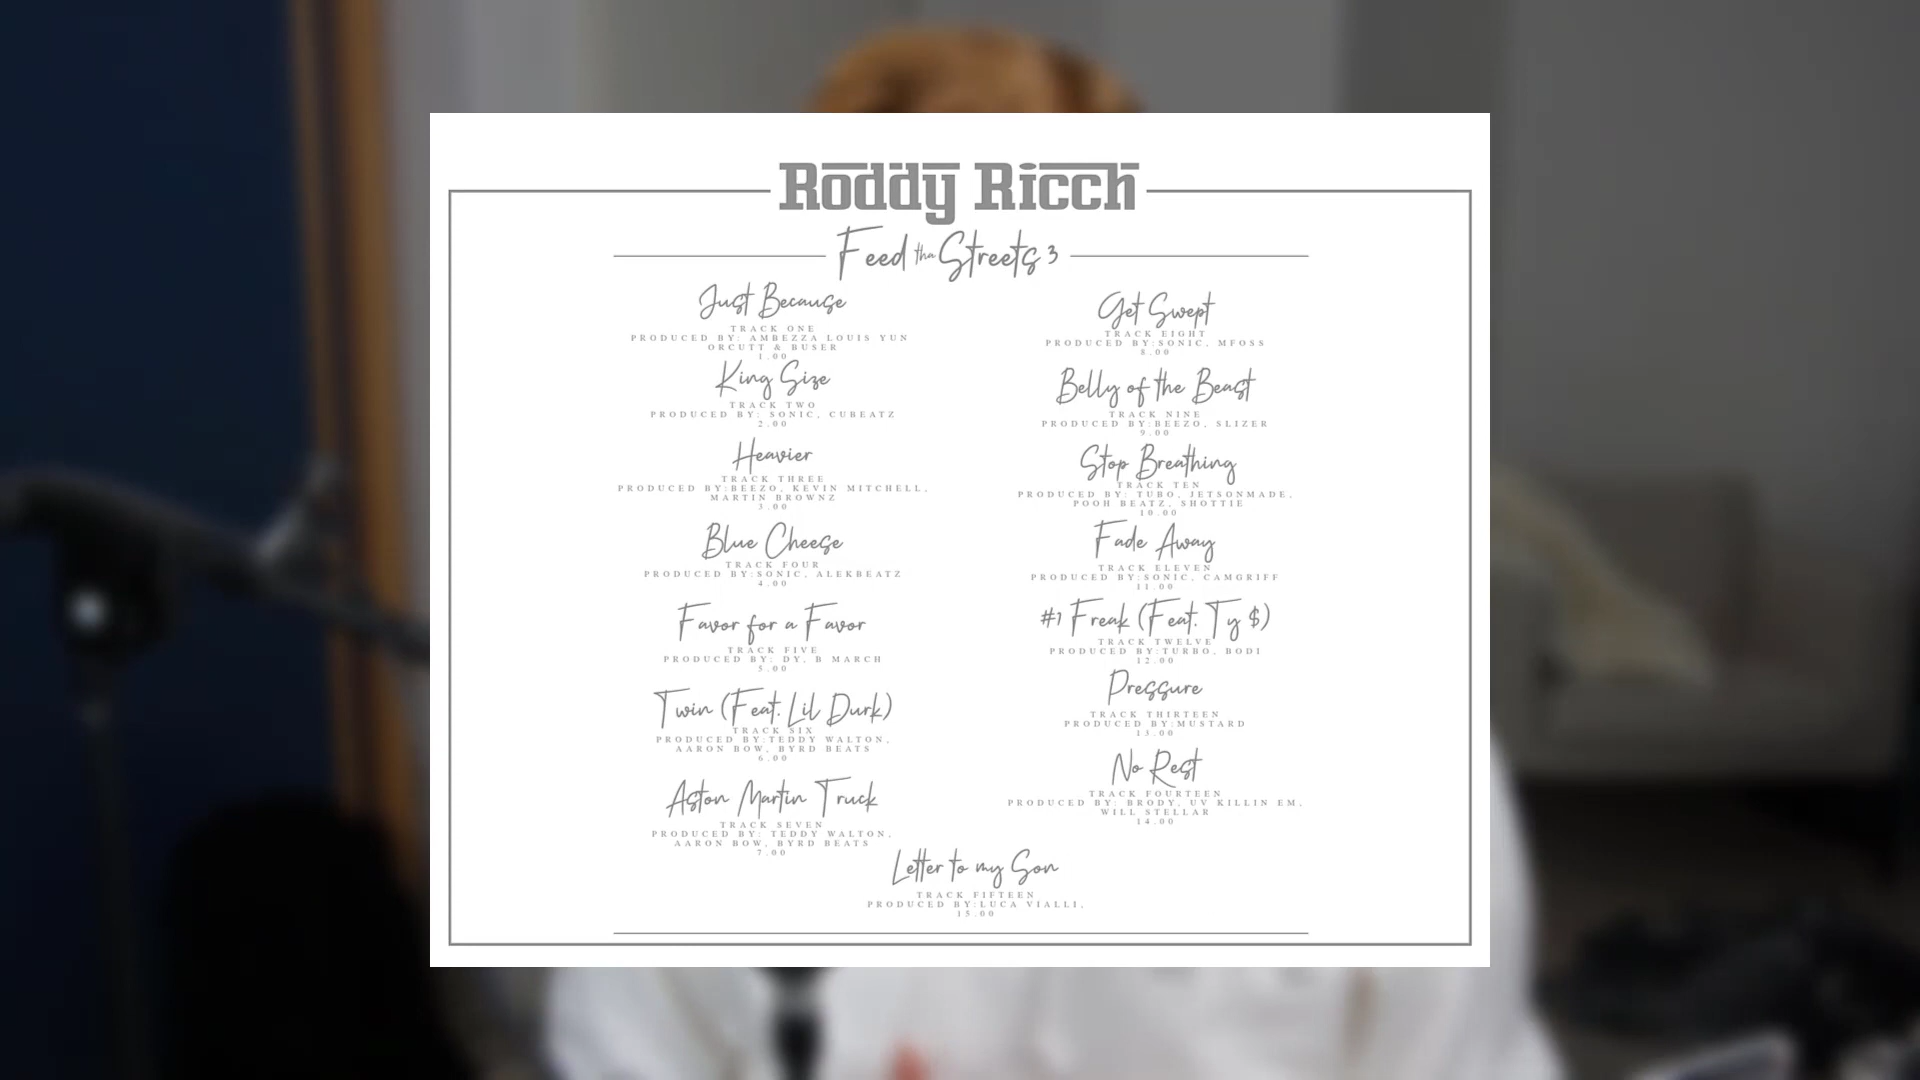 Roddy Ricch
Feed tha Streets 3
Just Because
TRACK ONE
PRODUCED BY: AMBEZZA LOUIS YUN
ORCUTT & BUSER
1.00
King Size
TRACK TWO
PRODUCED BY: SONIC, CUBEATZ
2.00
Heavier
TRACK THREE
PRODUCED BY:BEEZO, KEVIN MITCHELL,
MARTIN BROWNZ
3.00
Blue Cheese
TRACK FOUR
PRODUCED BY:SONIC, ALEKBEATZ
4.00
Favor for a Favor
TRACK FIVE
PRODUCED BY: DY, B MARCH
5.00
Twin (Feat. Lil Durk)
TRACK SIX
PRODUCED BY:TEDDY WALTON,
AARON BOW, BYRD BEATS
6.00
Aston Martin Truck
TRACK SEVEN
PRODUCED BY: TEDDY WALTON,
AARON BOW, BYRD BEATS
7.00
Get Swept
TRACK EIGHT
PRODUCED BY:SONIC, MFOSS
8.00
Belly of the Beast
TRACK NINE
PRODUCED BY:BEEZO, SLIZER
9.00
Stop Breathing
TRACK TEN
PRODUCED BY: TUBO, JETSONMADE,
POOH BEATZ, SHOTTIE
10.00
Fade Away
TRACK ELEVEN
PRODUCED BY:SONIC, CAMGRIFF
11.00
#1 Freak (Feat. Ty $)
TRACK TWELVE
PRODUCED BY:TURBO, BODI
12.00
Pressure
TRACK THIRTEEN
PRODUCED BY:MUSTARD
13.00
No Rest
TRACK FOURTEEN
PRODUCED BY: BRODY, UV KILLIN EM,
WILL STELLAR
14.00
Letter to my Son
TRACK FIFTEEN
PRODUCED BY:LUCA VIALLI,
15.00